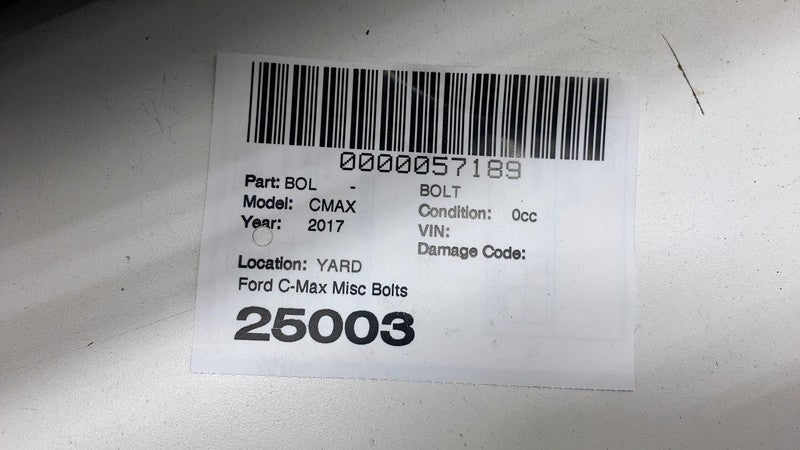 0000057189
Part: BOL - BOLT
Model: CMAX Condition: 0cc
Year: 2017 VIN:
Damage Code:
Location: YARD
Ford C-Max Misc Bolts
25003